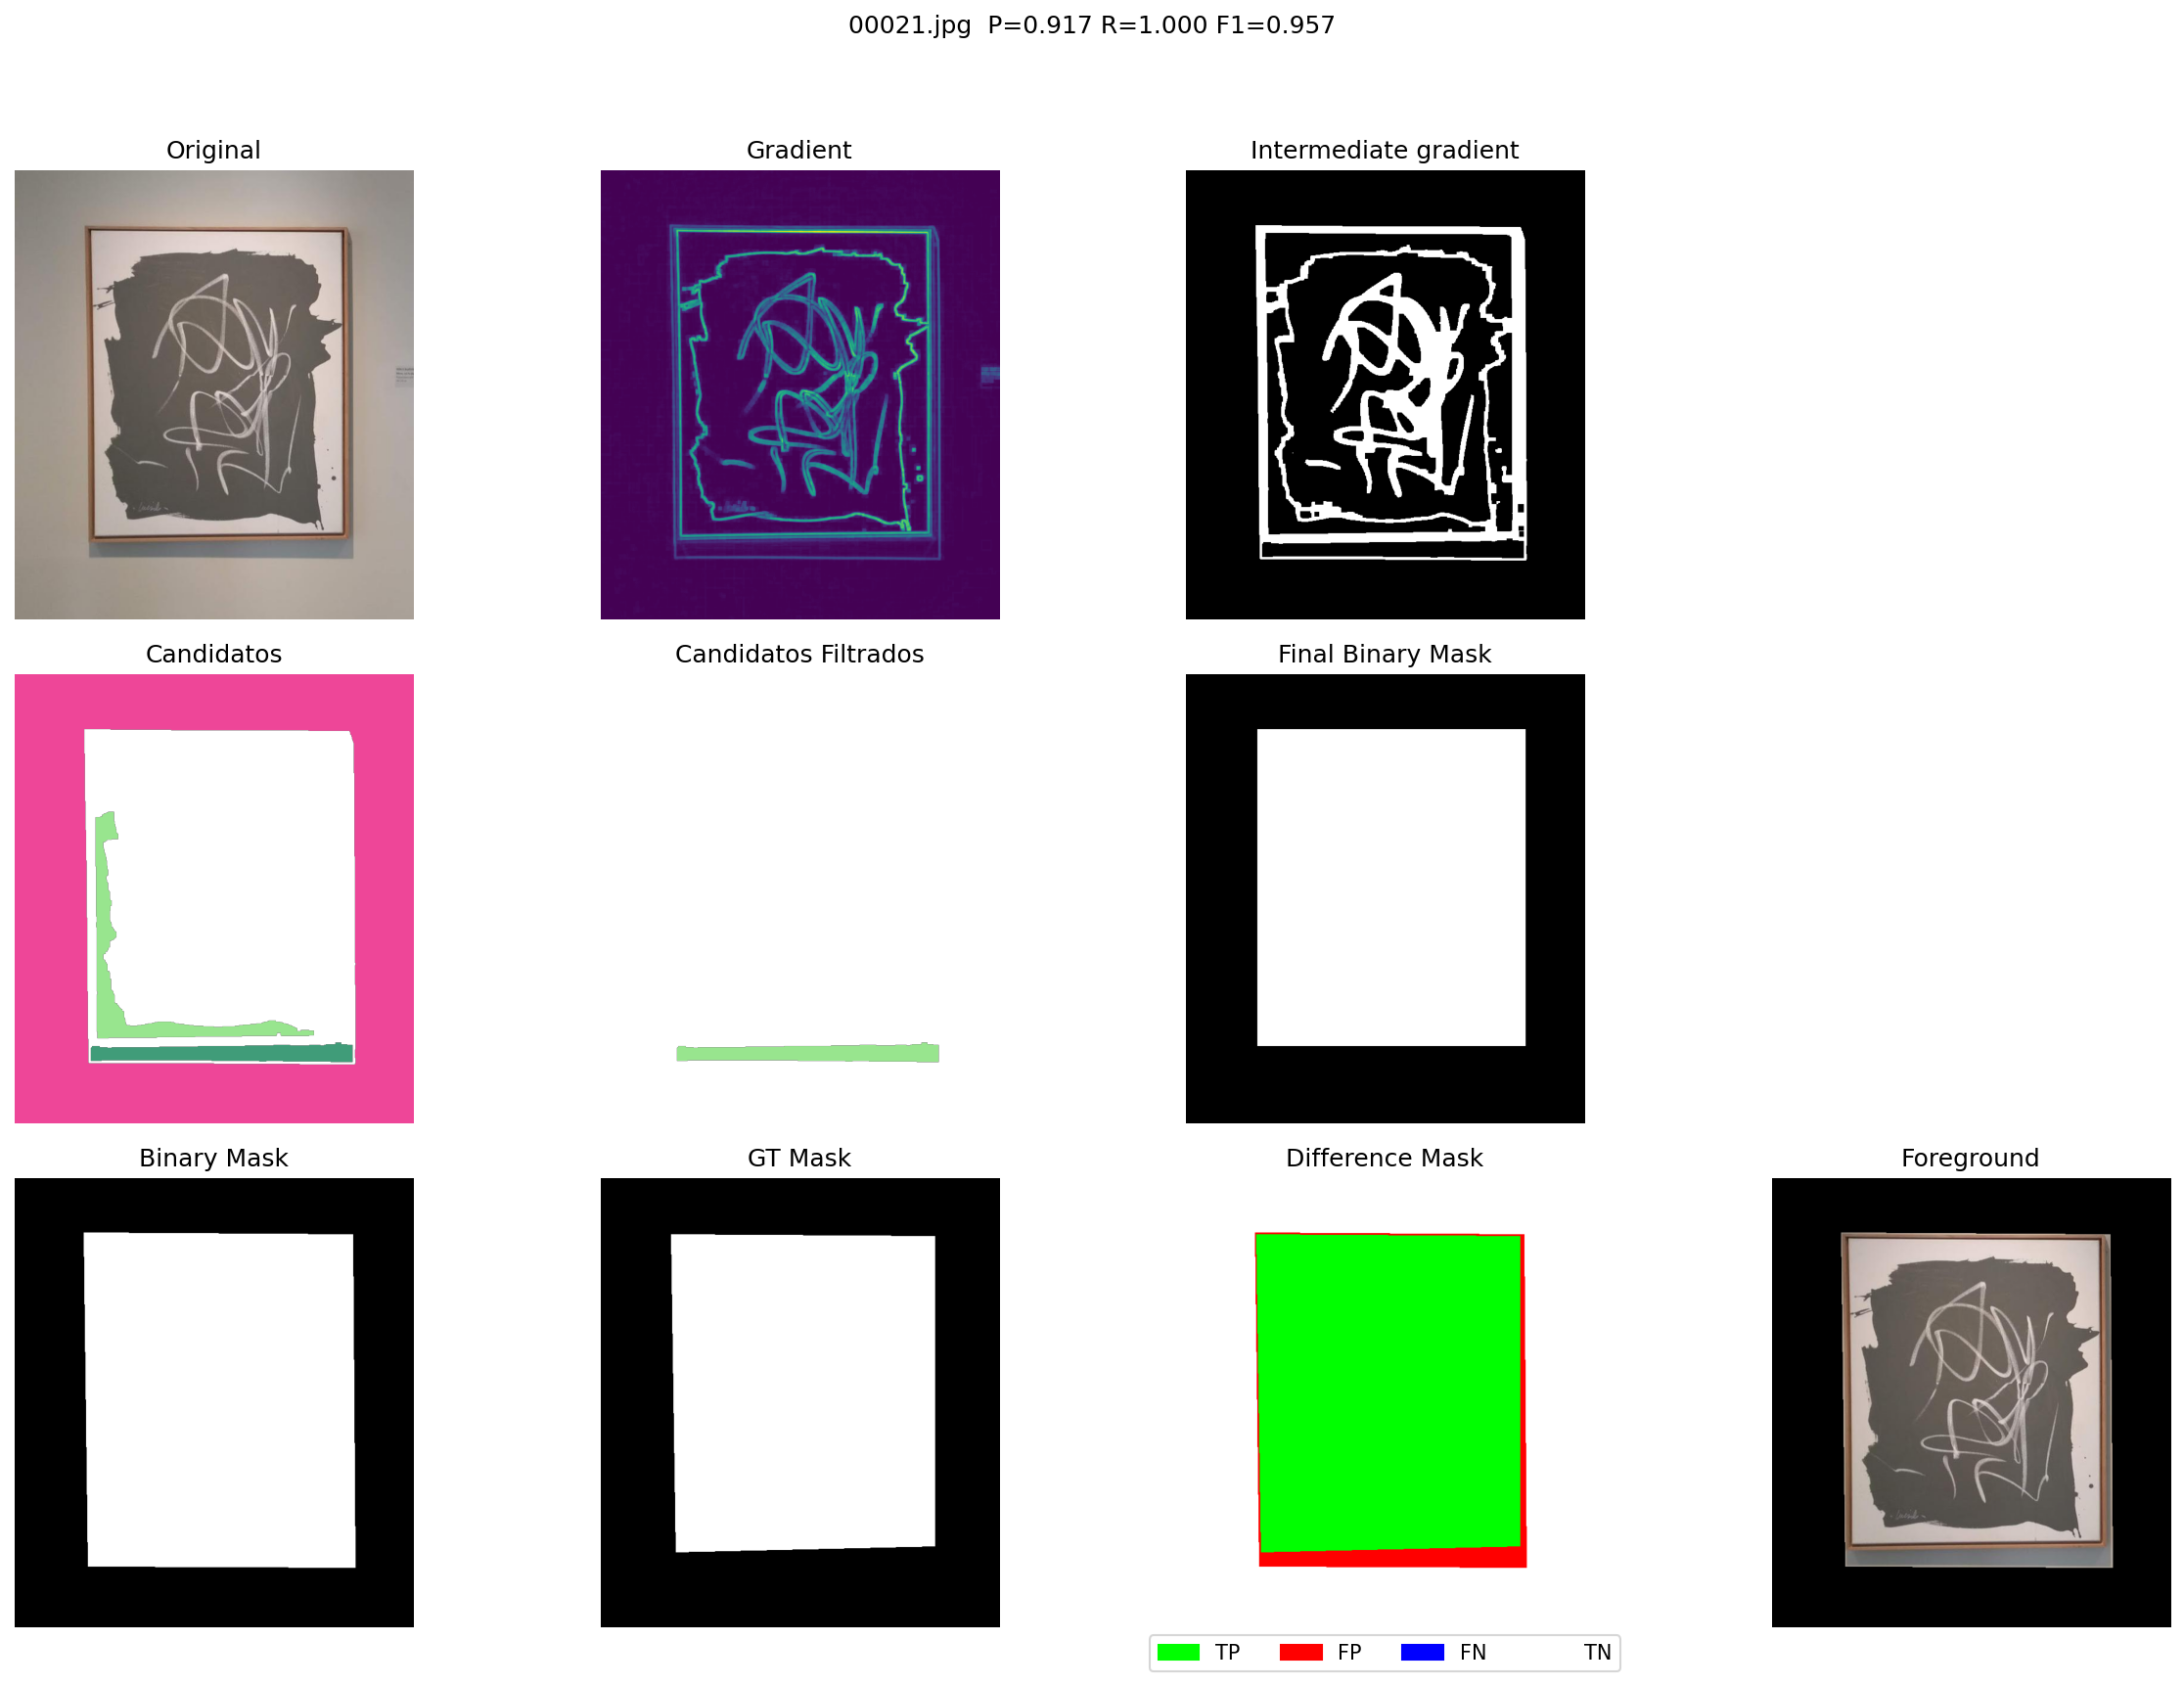 00021.jpg  P=0.917 R=1.000 F1=0.957
Original
Gradient
Intermediate gradient
Candidatos
Candidatos Filtrados
Final Binary Mask
Binary Mask
GT Mask
Difference Mask
Foreground
TP FP FN TN